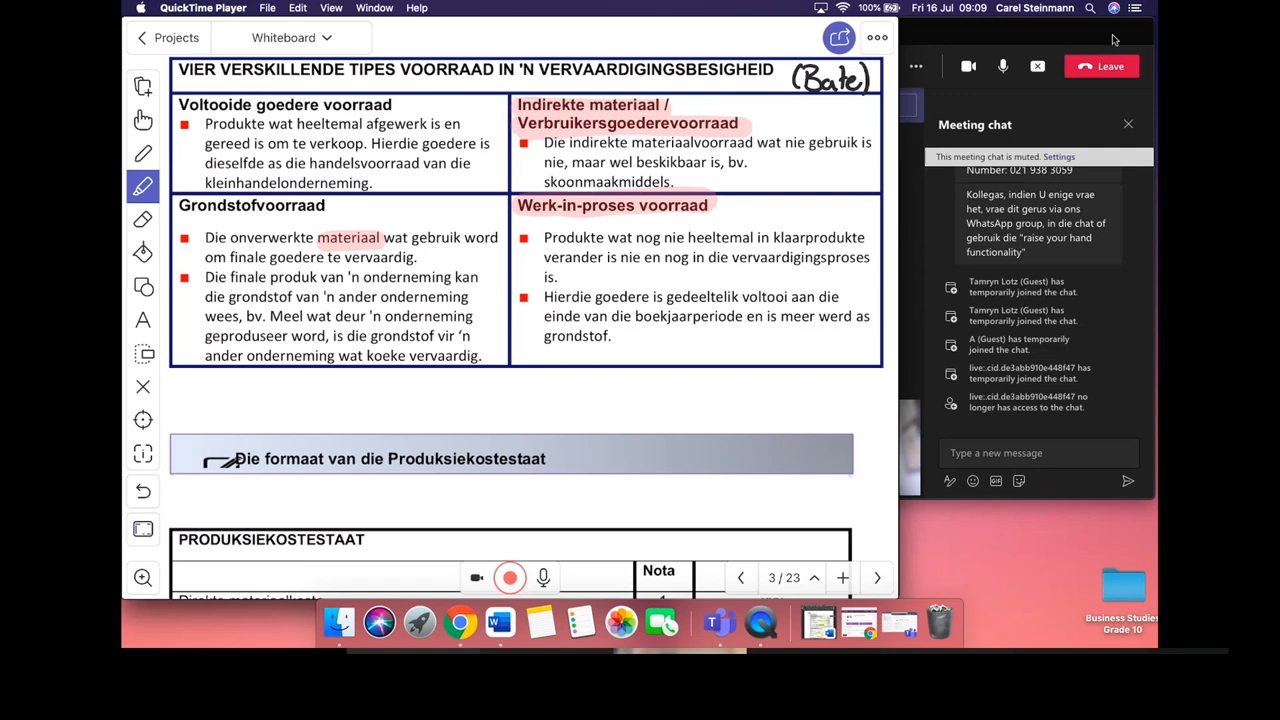 QuickTime Player File Edit View Window Help 100% Fri 16 Jul 09:09 Carel Steinmann
Projects Whiteboard
Leave
VIER VERSKILLENDE TIPES VOORRAAD IN 'N VERVAARDIGINGSBESIGHEID (Bate)
Voltooide goedere voorraad
Produkte wat heeltemal afgewerk is en
gereed is om te verkoop. Hierdie goedere is
dieselfde as die handelsvoorraad van die
kleinhandelonderneming.
Indirekte materiaal /
Verbruikersgoederevoorraad
Die indirekte materiaalvoorraad wat nie gebruik is
nie, maar wel beskikbaar is, bv.
skoonmaakmiddels.
Grondstofvoorraad
Die onverwerkte materiaal wat gebruik word
om finale goedere te vervaardig.
Die finale produk van 'n onderneming kan
die grondstof van 'n ander onderneming
wees, bv. Meel wat deur 'n onderneming
geproduseer word, is die grondstof vir ‘n
ander onderneming wat koeke vervaardig.
Werk-in-proses voorraad
Produkte wat nog nie heeltemal in klaarprodukte
verander is nie en nog in die vervaardigingsproses
is.
Hierdie goedere is gedeeltelik voltooi aan die
einde van die boekjaarperiode en is meer werd as
grondstof.
Die formaat van die Produksiekostestaat
PRODUKSIEKOSTESTAAT
Nota
3 / 23
Meeting chat
This meeting chat is muted. Settings
Number: 021 938 3059
Kollegas, indien U enige vrae
het, vrae dit gerus via ons
WhatsApp group, in die chat of
gebruik die "raise your hand
functionality"
Tamryn Lotz (Guest) has
temporarily joined the chat.
Tamryn Lotz (Guest) has
temporarily joined the chat.
A (Guest) has temporarily
joined the chat.
live:.cid.de3abb910e448f47 has
temporarily joined the chat.
live:.cid.de3abb910e448f47 no
longer has access to the chat.
Type a new message
GIF
Business Studies
Grade 10